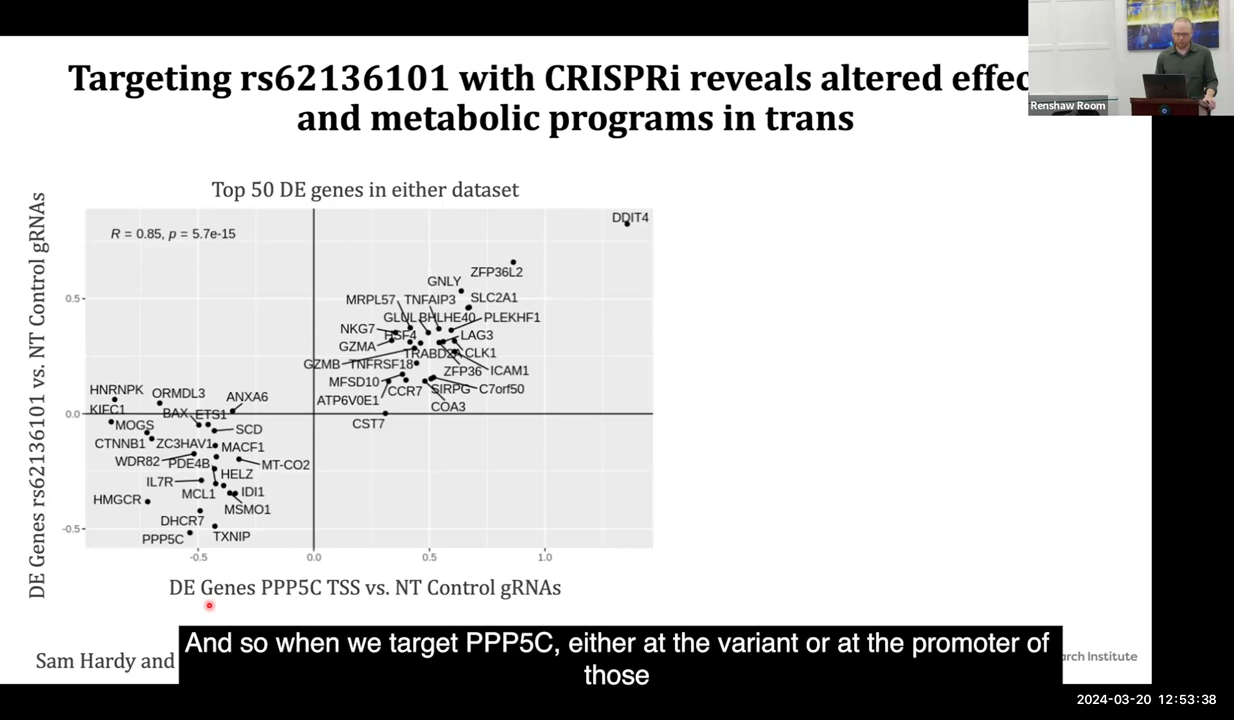 Targeting rs62136101 with CRISPRi reveals altered effec
and metabolic programs in trans
Renshaw Room
Top 50 DE genes in either dataset
DE Genes rs62136101 vs. NT Control gRNAs
R = 0.85, p = 5.7e-15
DDIT4
ZFP36L2
GNLY
MRPL57 TNFAIP3 SLC2A1
0.5
GLUL BHLHE40 PLEKHF1
NKG7 HSF4 LAG3
GZMA TRABD2A CLK1
GZMB TNFRSF18 ZFP36 ICAM1
MFSD10 CCR7 SIRPG C7orf50
ATP6V0E1 COA3
CST7
HNRNPK ORMDL3 ANXA6
KIFC1 BAX ETS1
0.0
MOGS SCD
CTNNB1 ZC3HAV1 MACF1
WDR82 PDE4B MT-CO2
IL7R HELZ
HMGCR MCL1 IDI1
MSMO1
DHCR7
-0.5
PPP5C TXNIP
-0.5 0.0 0.5 1.0
DE Genes PPP5C TSS vs. NT Control gRNAs
And so when we target PPP5C, either at the variant or at the promoter of
those
Sam Hardy and
arch Institute
2024-03-20 12:53:38